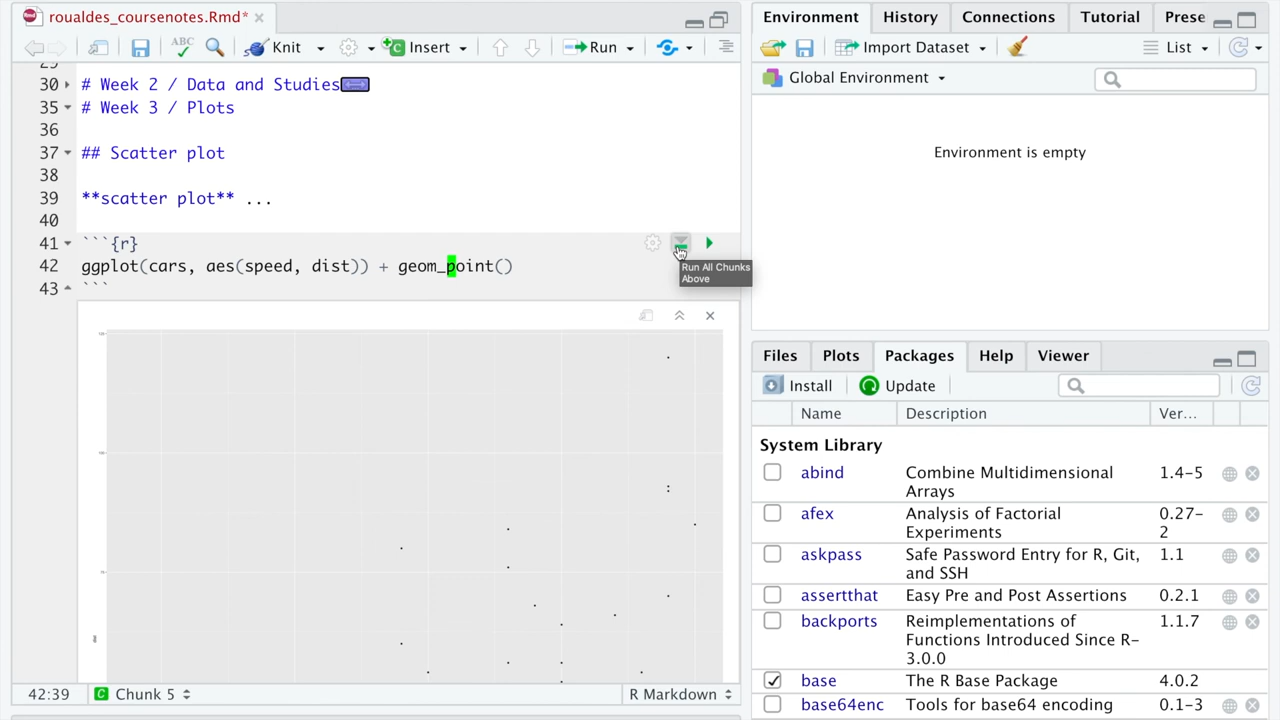 roualdes_coursenotes.Rmd*
ABC
Knit
Insert
Run
29
30 # Week 2 / Data and Studies
35 # Week 3 / Plots
36
37 ## Scatter plot
38
39 **scatter plot** ...
40
41 ```{r}
42 ggplot(cars, aes(speed, dist)) + geom_point()
43 ```
Run All Chunks
Above
42:39
C Chunk 5
R Markdown
Environment History Connections Tutorial Prese
Import Dataset
List
Global Environment
Environment is empty
Files Plots Packages Help Viewer
Install Update
Name Description Ver...
System Library
abind Combine Multidimensional 1.4-5
Arrays
afex Analysis of Factorial 0.27-
Experiments 2
askpass Safe Password Entry for R, Git, 1.1
and SSH
assertthat Easy Pre and Post Assertions 0.2.1
backports Reimplementations of 1.1.7
Functions Introduced Since R-
3.0.0
base The R Base Package 4.0.2
base64enc Tools for base64 encoding 0.1-3